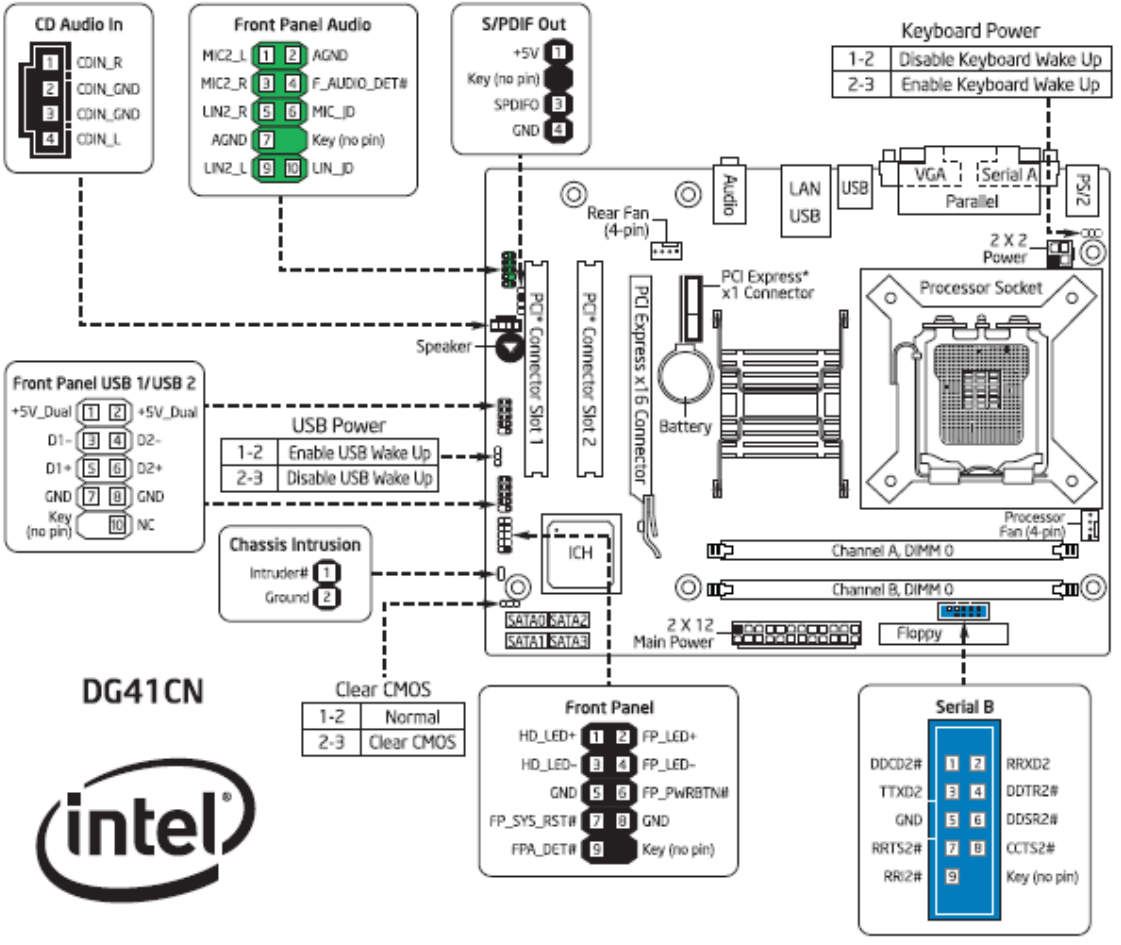 CD Audio In
1 CDIN_R
2 CDIN_GND
3 CDIN_GND
4 CDIN_L
Front Panel Audio
MIC2_L 1 2 AGND
MIC2_R 3 4 F_AUDIO_DET#
LIN2_R 5 6 MIC_JD
AGND 7 Key (no pin)
LIN2_L 9 10 LIN_JD
S/PDIF Out
+5V 1
Key (no pin)
SPDIFO 3
GND 4
Keyboard Power
1-2 Disable Keyboard Wake Up
2-3 Enable Keyboard Wake Up
Audio
LAN
USB
USB
VGA
Serial A
Parallel
PS/2
Rear Fan
(4-pin)
2 X 2
Power
PCI Express*
x1 Connector
Processor Socket
PCI* Connector Slot 1
PCI* Connector Slot 2
PCI Express x16 Connector
Speaker
Battery
Front Panel USB 1/USB 2
+5V_Dual 1 2 +5V_Dual
D1- 3 4 D2-
D1+ 5 6 D2+
GND 7 8 GND
Key
(no pin) 10 NC
USB Power
1-2 Enable USB Wake Up
2-3 Disable USB Wake Up
Processor
Fan (4-pin)
Chassis Intrusion
Intruder# 1
Ground 2
ICH
Channel A, DIMM 0
Channel B, DIMM 0
SATA0 SATA2
SATA1 SATA3
2 X 12
Main Power
Floppy
DG41CN
Clear CMOS
1-2 Normal
2-3 Clear CMOS
Front Panel
HD_LED+ 1 2 FP_LED+
HD_LED- 3 4 FP_LED-
GND 5 6 FP_PWRBTN#
FP_SYS_RST# 7 8 GND
FPA_DET# 9 Key (no pin)
Serial B
DDCD2# 1 2 RRXD2
TTXD2 3 4 DDTR2#
GND 5 6 DDSR2#
RRTS2# 7 8 CCTS2#
RRI2# 9 Key (no pin)
intel®